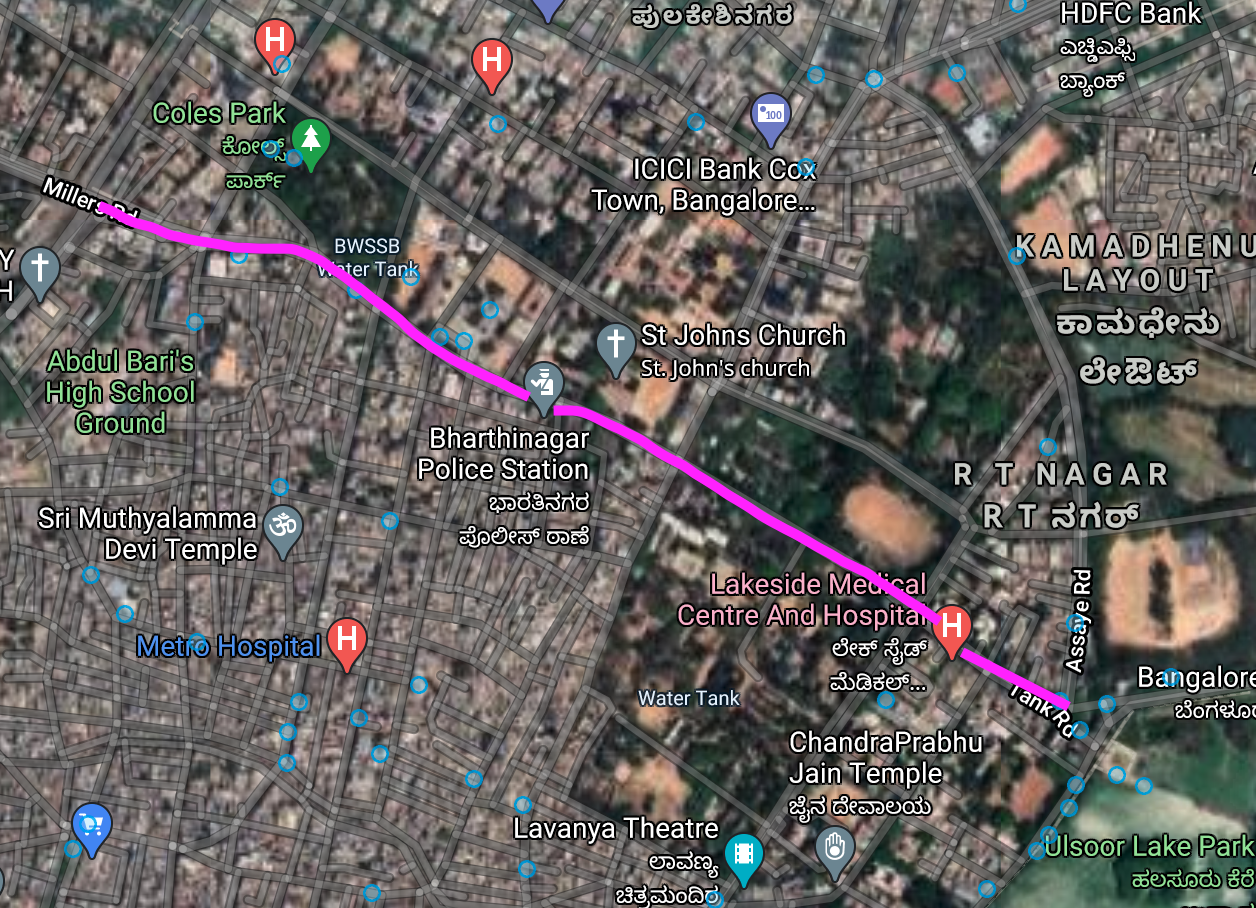 ಪುಲಕೇಶಿನಗರ
HDFC Bank
ಎಚ್ಡಿಎಫ್ಸಿ
ಬ್ಯಾಂಕ್
H
H
100
Coles Park
ಕೋಲ್ಸ್
ಪಾರ್ಕ್
ICICI Bank Cox
Town, Bangalore...
Millers Rd
BWSSB
Water Tank
KAMADHENU
LAYOUT
ಕಾಮಧೇನು
ಲೇಔಟ್
Y
H
St Johns Church
St. John's church
Abdul Bari's
High School
Ground
Bharthinagar
Police Station
ಭಾರತಿನಗರ
ಪೊಲೀಸ್ ಠಾಣೆ
R T NAGAR
R T ನಗರ್
Sri Muthyalamma
Devi Temple
ॐ
Lakeside Medical
Centre And Hospital
ಲೇಕ್ ಸೈಡ್
ಮೆಡಿಕಲ್...
H
Assaye Rd
Metro Hospital
H
Water Tank
Tank Rd
Bangalore
ಬೆಂಗಳೂರ
ChandraPrabhu
Jain Temple
ಜೈನ ದೇವಾಲಯ
Lavanya Theatre
ಲಾವಣ್ಯ
ಚಿತ್ರಮಂದಿರ
Ulsoor Lake Park
ಹಲಸೂರು ಕೆರೆ